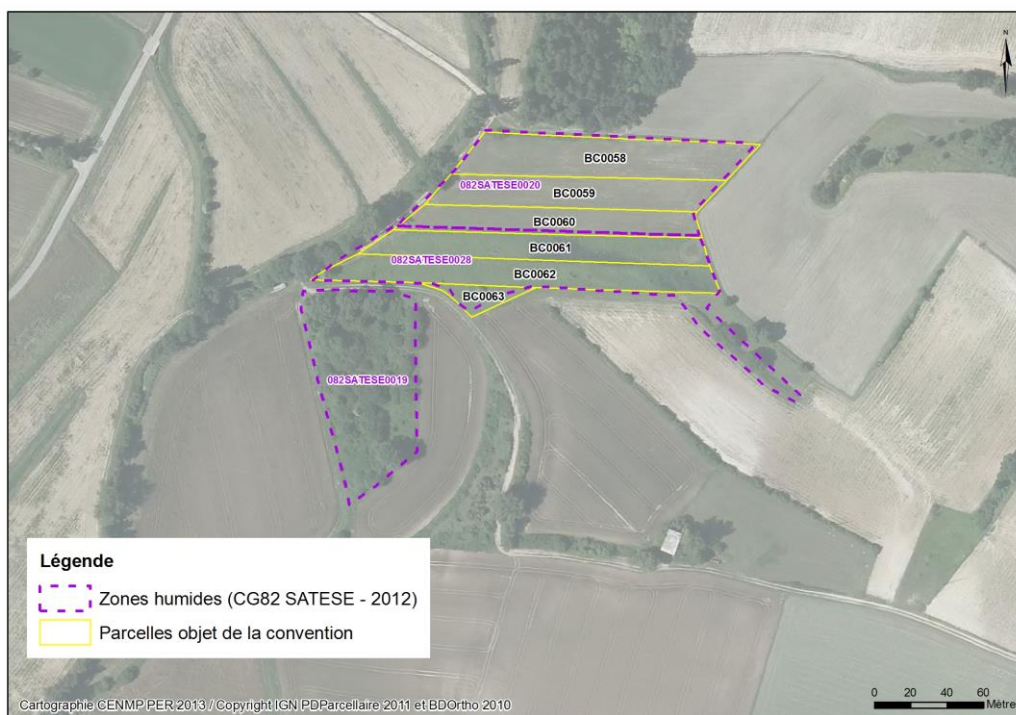 N
BC0058
082SATESE0020
BC0059
BC0060
BC0061
082SATESE0028
BC0062
BC0063
082SATESE0019
Légende
Zones humides (CG82 SATESE - 2012)
Parcelles objet de la convention
Cartographie CENMP PER 2013 / Copyright IGN PDParcellaire 2011 et BDOrtho 2010
0 20 40 60
Mètre